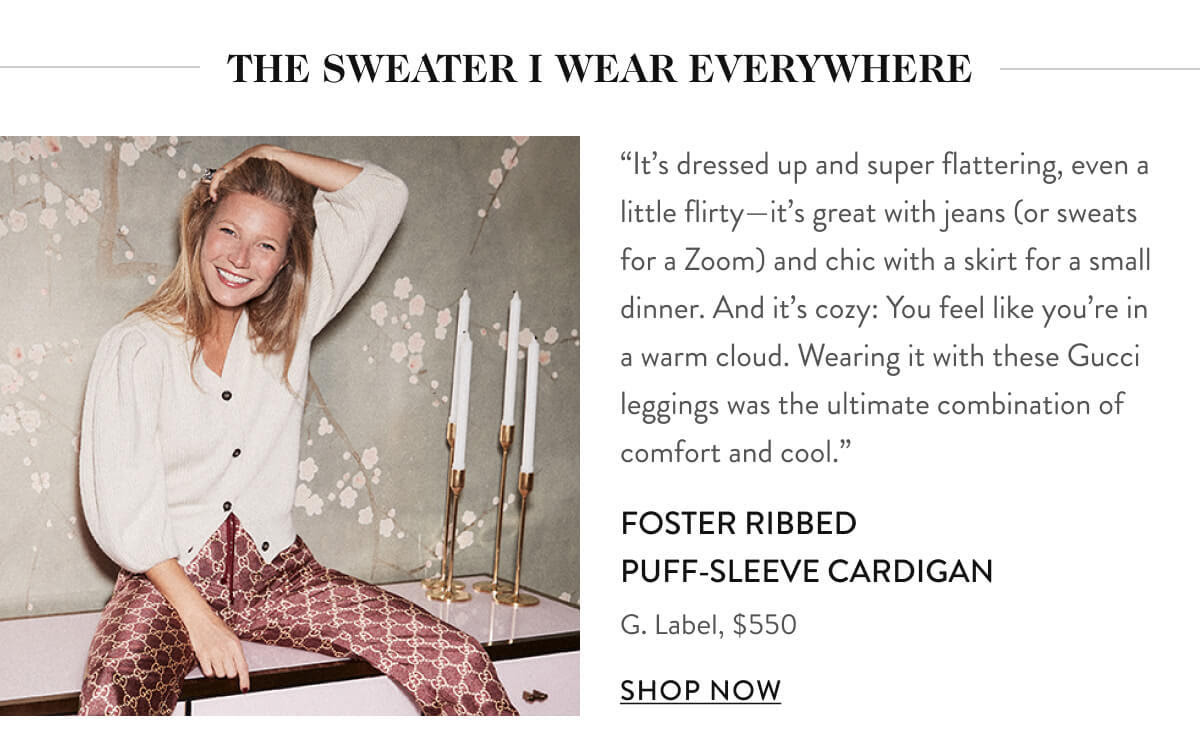 THE SWEATER I WEAR EVERYWHERE
“It’s dressed up and super flattering, even a
little flirty—it’s great with jeans (or sweats
for a Zoom) and chic with a skirt for a small
dinner. And it’s cozy: You feel like you’re in
a warm cloud. Wearing it with these Gucci
leggings was the ultimate combination of
comfort and cool.”
FOSTER RIBBED
PUFF-SLEEVE CARDIGAN
G. Label, $550
SHOP NOW